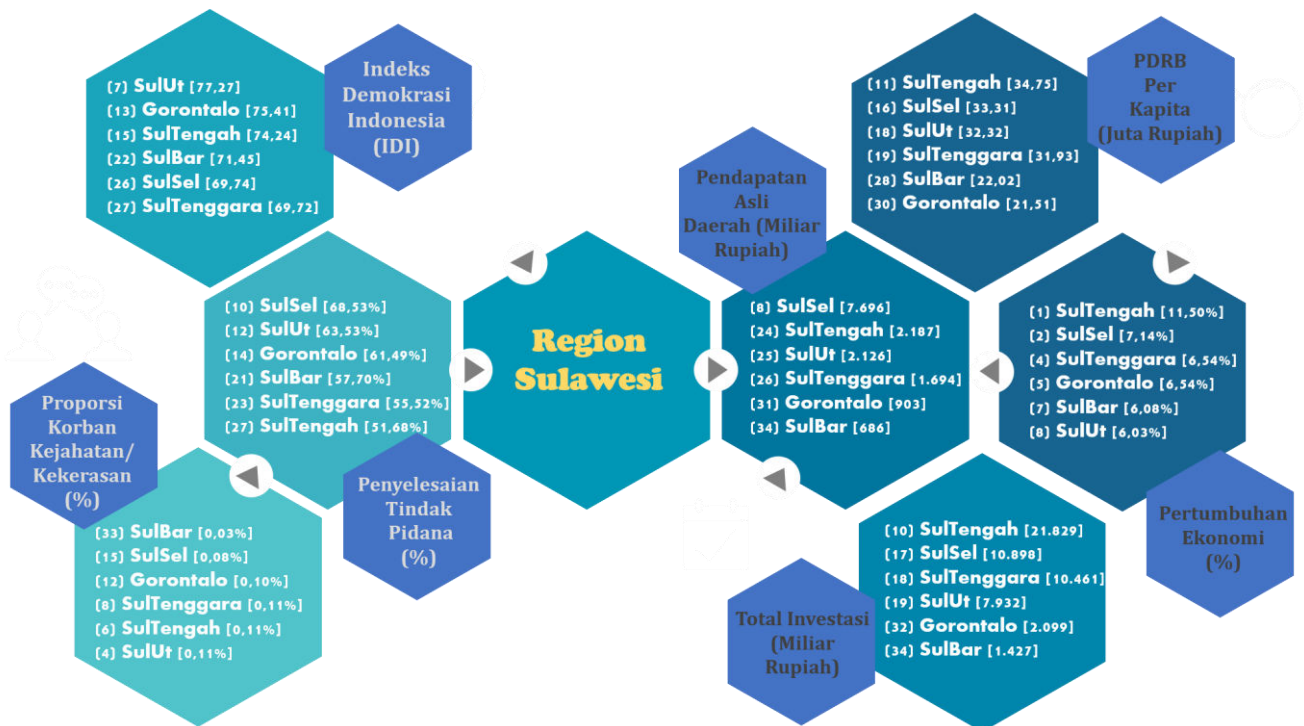 (7) SulUt [77,27]
(13) Gorontalo [75,41]
(15) SulTengah [74,24]
(22) SulBar [71,45]
(26) SulSel [69,74]
(27) SulTenggara [69,72]
Indeks
Demokrasi
Indonesia
(IDI)
(10) SulSel [68,53%]
(12) SulUt [63,53%]
(14) Gorontalo [61,49%]
(21) SulBar [57,70%]
(23) SulTenggara [55,52%]
(27) SulTengah [51,68%]
Penyelesaian
Tindak
Pidana
(%)
Proporsi
Korban
Kejahatan/
Kekerasan
(%)
(33) SulBar [0,03%]
(15) SulSel [0,08%]
(12) Gorontalo [0,10%]
(8) SulTenggara [0,11%]
(6) SulTengah [0,11%]
(4) SulUt [0,11%]
Region
Sulawesi
Pendapatan
Asli
Daerah (Miliar
Rupiah)
(8) SulSel [7.696]
(24) SulTengah [2.187]
(25) SulUt [2.126]
(26) SulTenggara [1.694]
(31) Gorontalo [903]
(34) SulBar [686]
(11) SulTengah [34,75]
(16) SulSel [33,31]
(18) SulUt [32,32]
(19) SulTenggara [31,93]
(28) SulBar [22,02]
(30) Gorontalo [21,51]
PDRB
Per
Kapita
(Juta Rupiah)
(1) SulTengah [11,50%]
(2) SulSel [7,14%]
(4) SulTenggara [6,54%]
(5) Gorontalo [6,54%]
(7) SulBar [6,08%]
(8) SulUt [6,03%]
Pertumbuhan
Ekonomi
(%)
(10) SulTengah [21.829]
(17) SulSel [10.898]
(18) SulTenggara [10.461]
(19) SulUt [7.932]
(32) Gorontalo [2.099]
(34) SulBar [1.427]
Total Investasi
(Miliar
Rupiah)